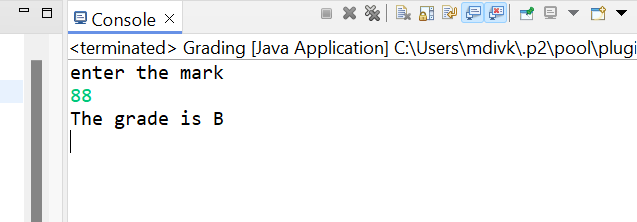 Console
<terminated> Grading [Java Application] C:\Users\mdivk\.p2\pool\plugi
enter the mark
88
The grade is B